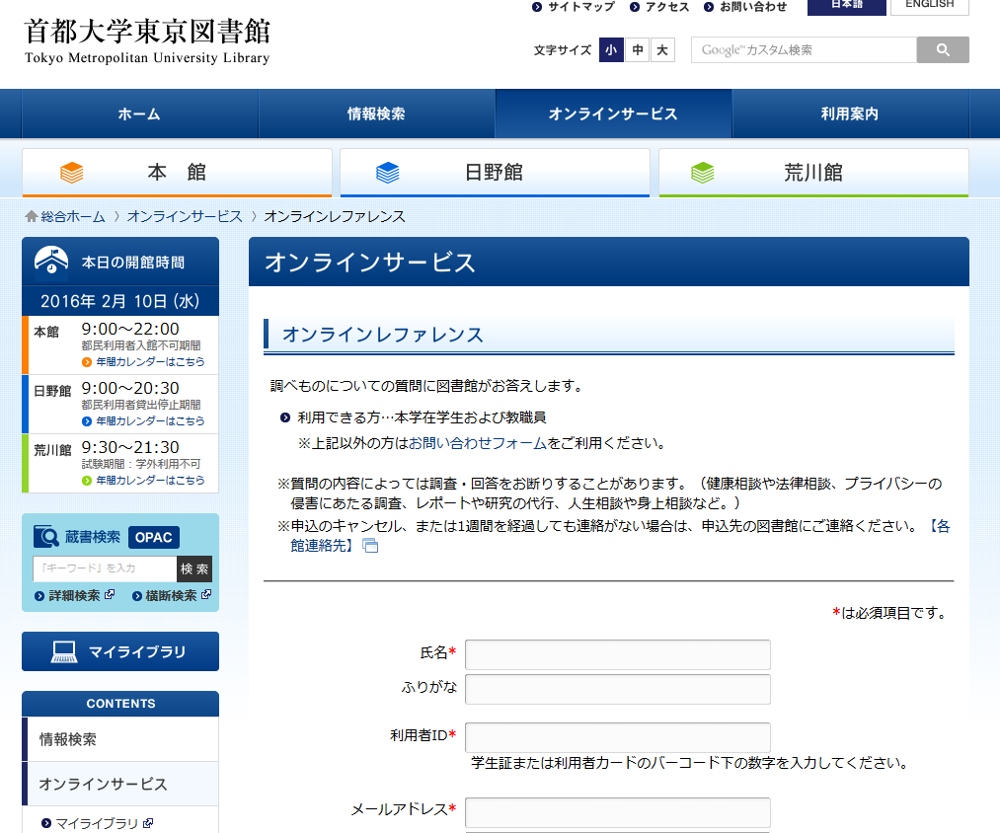 サイトマップ アクセス お問い合わせ 日本語 ENGLISH
首都大学東京図書館
Tokyo Metropolitan University Library
文字サイズ 小 中 大 Google™カスタム検索
ホーム 情報検索 オンラインサービス 利用案内
本 館 日野館 荒川館
総合ホーム 〉 オンラインサービス 〉 オンラインレファレンス
本日の開館時間
2016年 2月 10日 (水)
本館 9:00～22:00
都民利用者入館不可期間
年間カレンダーはこちら
日野館 9:00～20:30
都民利用者貸出停止期間
年間カレンダーはこちら
荒川館 9:30～21:30
試験期間：学外利用不可
年間カレンダーはこちら
蔵書検索 OPAC
「キーワード」を入力 検 索
詳細検索 横断検索
マイライブラリ
CONTENTS
情報検索
オンラインサービス
マイライブラリ
オンラインサービス
オンラインレファレンス
調べものについての質問に図書館がお答えします。
利用できる方…本学在学生および教職員
※上記以外の方はお問い合わせフォームをご利用ください。
※質問の内容によっては調査・回答をお断りすることがあります。（健康相談や法律相談、プライバシーの
侵害にあたる調査、レポートや研究の代行、人生相談や身上相談など。）
※申込のキャンセル、または1週間を経過しても連絡がない場合は、申込先の図書館にご連絡ください。【各
館連絡先】
*は必須項目です。
氏名*
ふりがな
利用者ID*
学生証または利用者カードのバーコード下の数字を入力してください。
メールアドレス*